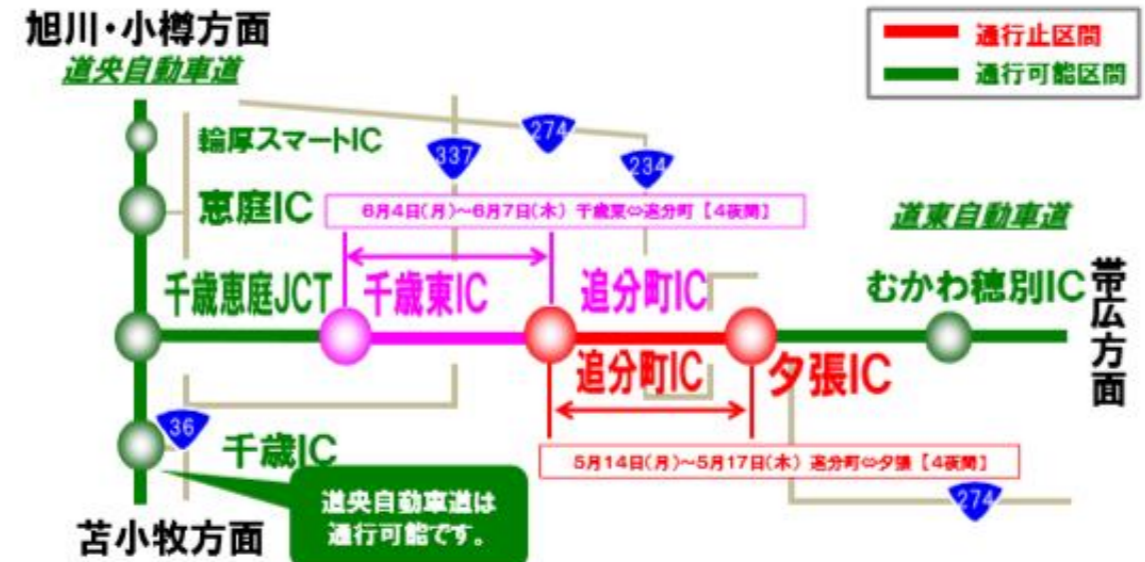 旭川・小樽方面
道央自動車道
通行止区間
通行可能区間
輪厚スマートIC
337
274
234
恵庭IC
6月4日(月)～6月7日(木) 千歳東⇔追分町【4夜間】
道東自動車道
千歳恵庭JCT
千歳東IC
追分町IC
むかわ穂別IC
帯広方面
追分町IC
夕張IC
36
千歳IC
5月14日(月)～5月17日(木) 追分町⇔夕張【4夜間】
274
道央自動車道は
通行可能です。
苫小牧方面